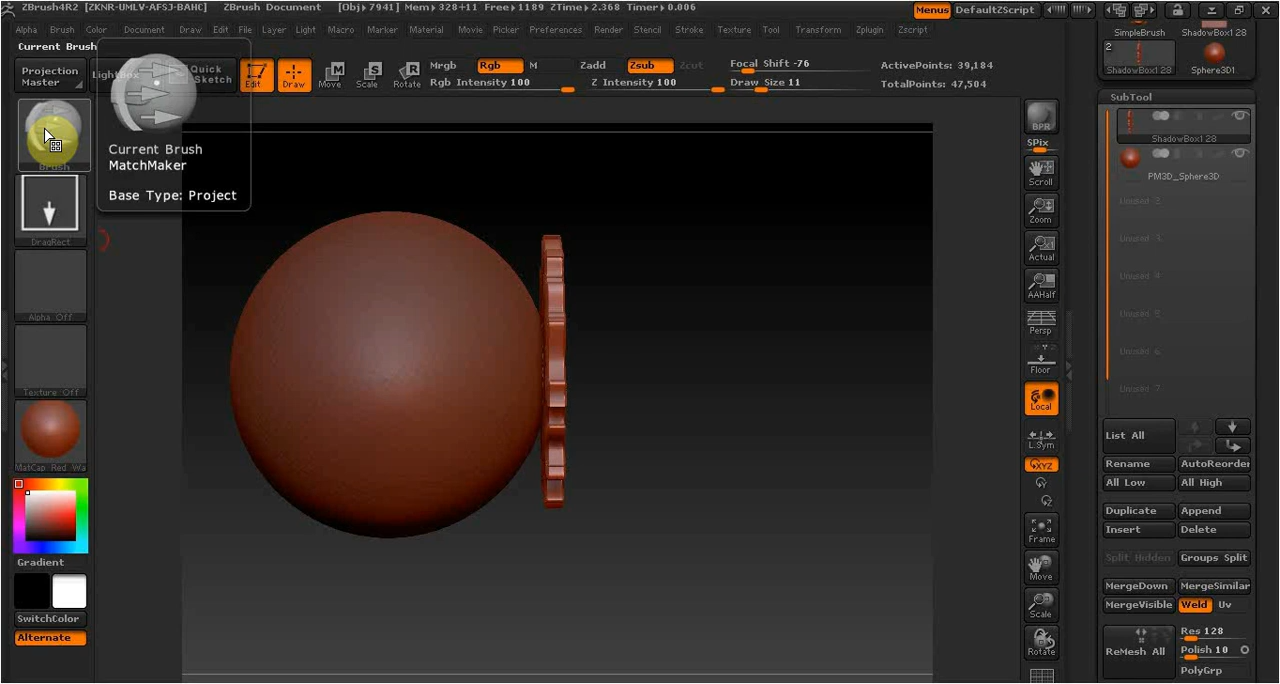 ZBrush4R2 [ZKNR-UMLV-AFSJ-BAHC] ZBrush Document [Obj▸7941] Mem▸328+11 Free▸1189 ZTime▸2.368 Timer▸0.006 Menus DefaultZScript
Alpha Brush Color Document Draw Edit File Layer Light Macro Marker Material Movie Picker Preferences Render Stencil Stroke Texture Tool Transform Zplugin Zscript
Current Brush
Projection
Master
Lightbox
Quick
Sketch
Edit
Draw
Move
Scale
Rotate
Mrgb Rgb M
Rgb Intensity 100
Zadd Zsub Zcut
Z Intensity 100
Focal Shift -76
Draw Size 11
ActivePoints: 39,184
TotalPoints: 47,504
Brush
Current Brush
MatchMaker
Base Type: Project
DragRect
Alpha Off
Texture Off
MatCap Red Wa
Gradient
SwitchColor
Alternate
BPR
SPix
Scroll
Zoom
Actual
AAHalf
Persp
Floor
Local
L.Sym
XYZ
Frame
Move
Scale
Rotate
SimpleBrush ShadowBox128
2
ShadowBox128 Sphere3D1
SubTool
ShadowBox128
PM3D_Sphere3D
Unused 2
Unused 3
Unused 4
Unused 5
Unused 6
Unused 7
List All
Rename AutoReorder
All Low All High
Duplicate Append
Insert Delete
Split Hidden Groups Split
MergeDown MergeSimilar
MergeVisible Weld Uv
ReMesh All
Res 128
Polish 10
PolyGrp